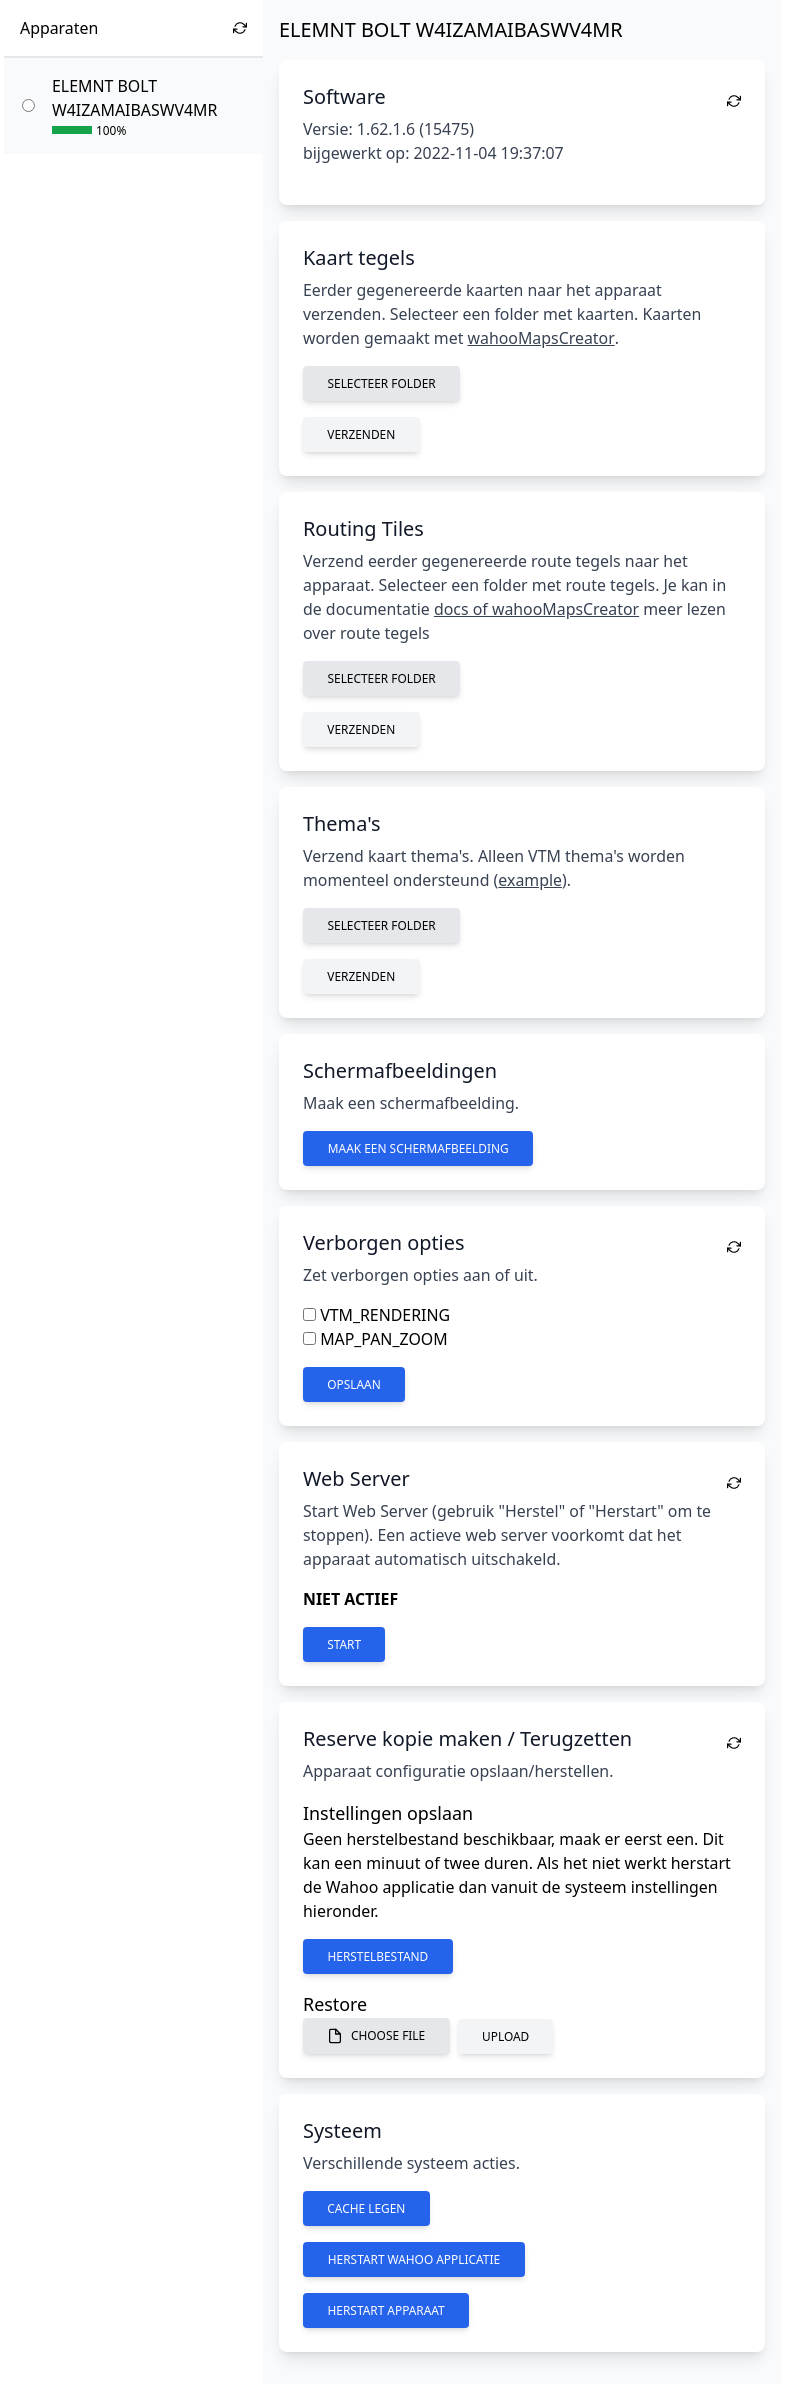 Apparaten
ELEMNT BOLT
W4IZAMAIBASWV4MR
100%
ELEMNT BOLT W4IZAMAIBASWV4MR
Software
Versie: 1.62.1.6 (15475)
bijgewerkt op: 2022-11-04 19:37:07
Kaart tegels
Eerder gegenereerde kaarten naar het apparaat
verzenden. Selecteer een folder met kaarten. Kaarten
worden gemaakt met wahooMapsCreator.
SELECTEER FOLDER
VERZENDEN
Routing Tiles
Verzend eerder gegenereerde route tegels naar het
apparaat. Selecteer een folder met route tegels. Je kan in
de documentatie docs of wahooMapsCreator meer lezen
over route tegels
SELECTEER FOLDER
VERZENDEN
Thema's
Verzend kaart thema's. Alleen VTM thema's worden
momenteel ondersteund (example).
SELECTEER FOLDER
VERZENDEN
Schermafbeeldingen
Maak een schermafbeelding.
MAAK EEN SCHERMAFBEELDING
Verborgen opties
Zet verborgen opties aan of uit.
VTM_RENDERING
MAP_PAN_ZOOM
OPSLAAN
Web Server
Start Web Server (gebruik "Herstel" of "Herstart" om te
stoppen). Een actieve web server voorkomt dat het
apparaat automatisch uitschakeld.
NIET ACTIEF
START
Reserve kopie maken / Terugzetten
Apparaat configuratie opslaan/herstellen.
Instellingen opslaan
Geen herstelbestand beschikbaar, maak er eerst een. Dit
kan een minuut of twee duren. Als het niet werkt herstart
de Wahoo applicatie dan vanuit de systeem instellingen
hieronder.
HERSTELBESTAND
Restore
CHOOSE FILE UPLOAD
Systeem
Verschillende systeem acties.
CACHE LEGEN
HERSTART WAHOO APPLICATIE
HERSTART APPARAAT